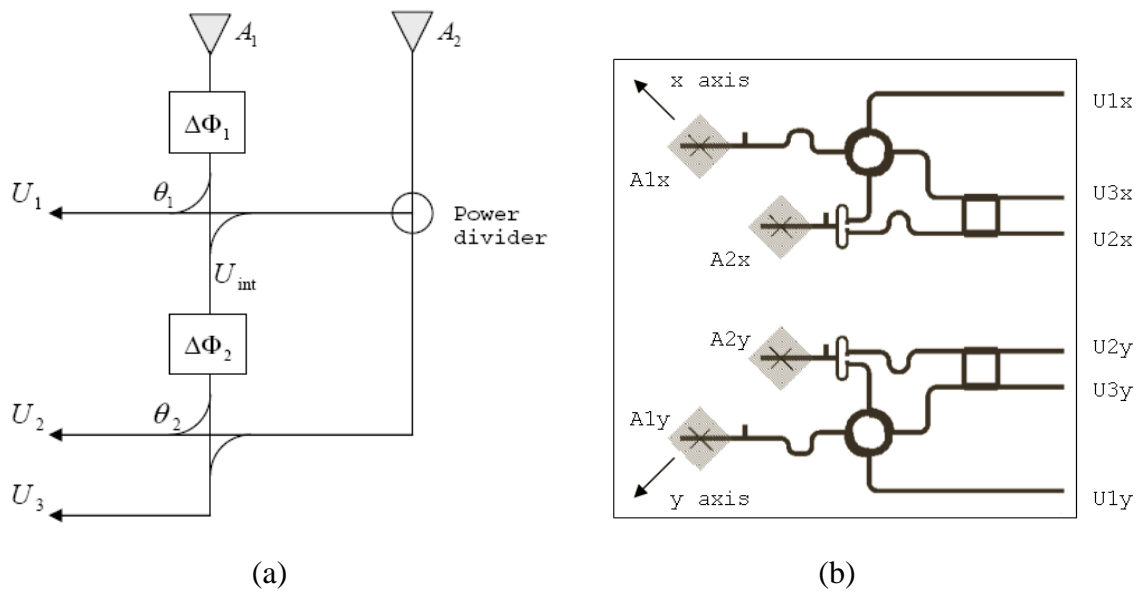 A₁
A₂
ΔΦ₁
U₁
θ₁
Power
divider
U_int
ΔΦ₂
U₂
θ₂
U₃
(a)
x axis
U1x
A1x
U3x
U2x
A2x
A2y
U2y
U3y
A1y
y axis
U1y
(b)